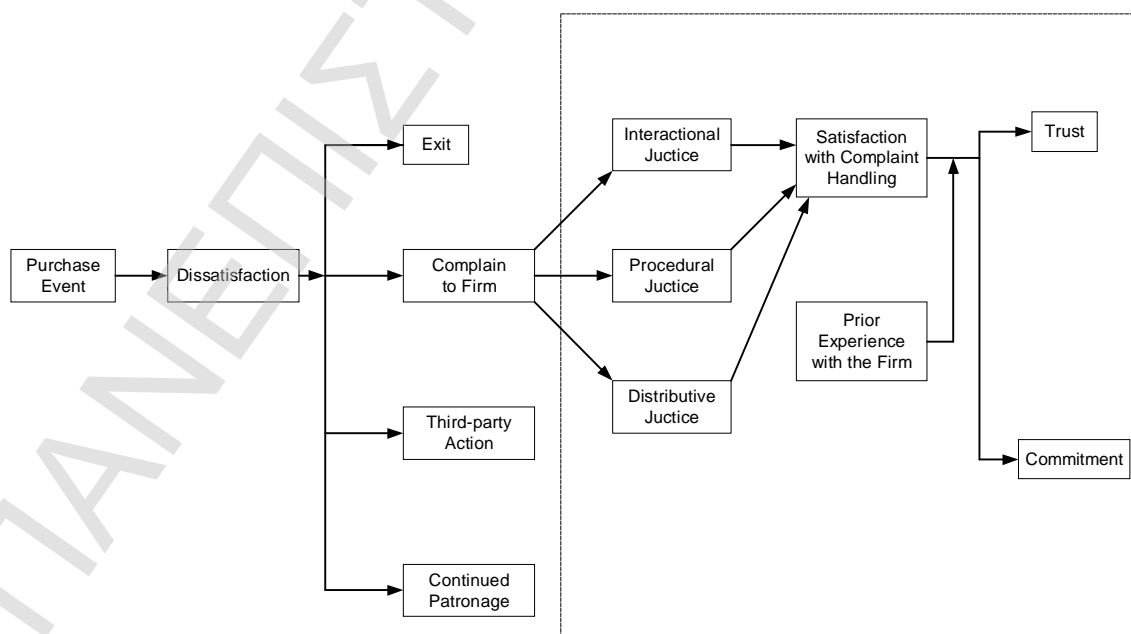 Exit
Interactional
Juctice
Satisfaction
with Complaint
Handling
Trust
Purchase
Event
Dissatisfaction
Complain
to Firm
Procedural
Juctice
Prior
Experience
with the Firm
Distributive
Juctice
Third-party
Action
Commitment
Continued
Patronage
ΠΑΝΕΠΙΣΤ